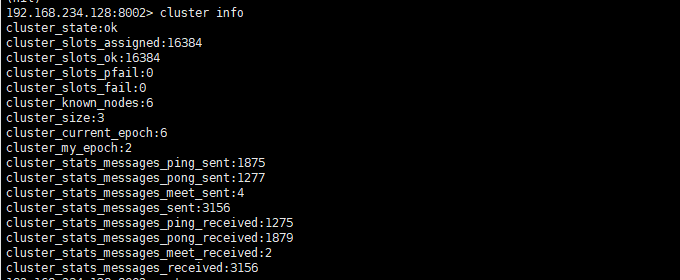 (nil)
192.168.234.128:8002> cluster info
cluster_state:ok
cluster_slots_assigned:16384
cluster_slots_ok:16384
cluster_slots_pfail:0
cluster_slots_fail:0
cluster_known_nodes:6
cluster_size:3
cluster_current_epoch:6
cluster_my_epoch:2
cluster_stats_messages_ping_sent:1875
cluster_stats_messages_pong_sent:1277
cluster_stats_messages_meet_sent:4
cluster_stats_messages_sent:3156
cluster_stats_messages_ping_received:1275
cluster_stats_messages_pong_received:1879
cluster_stats_messages_meet_received:2
cluster_stats_messages_received:3156